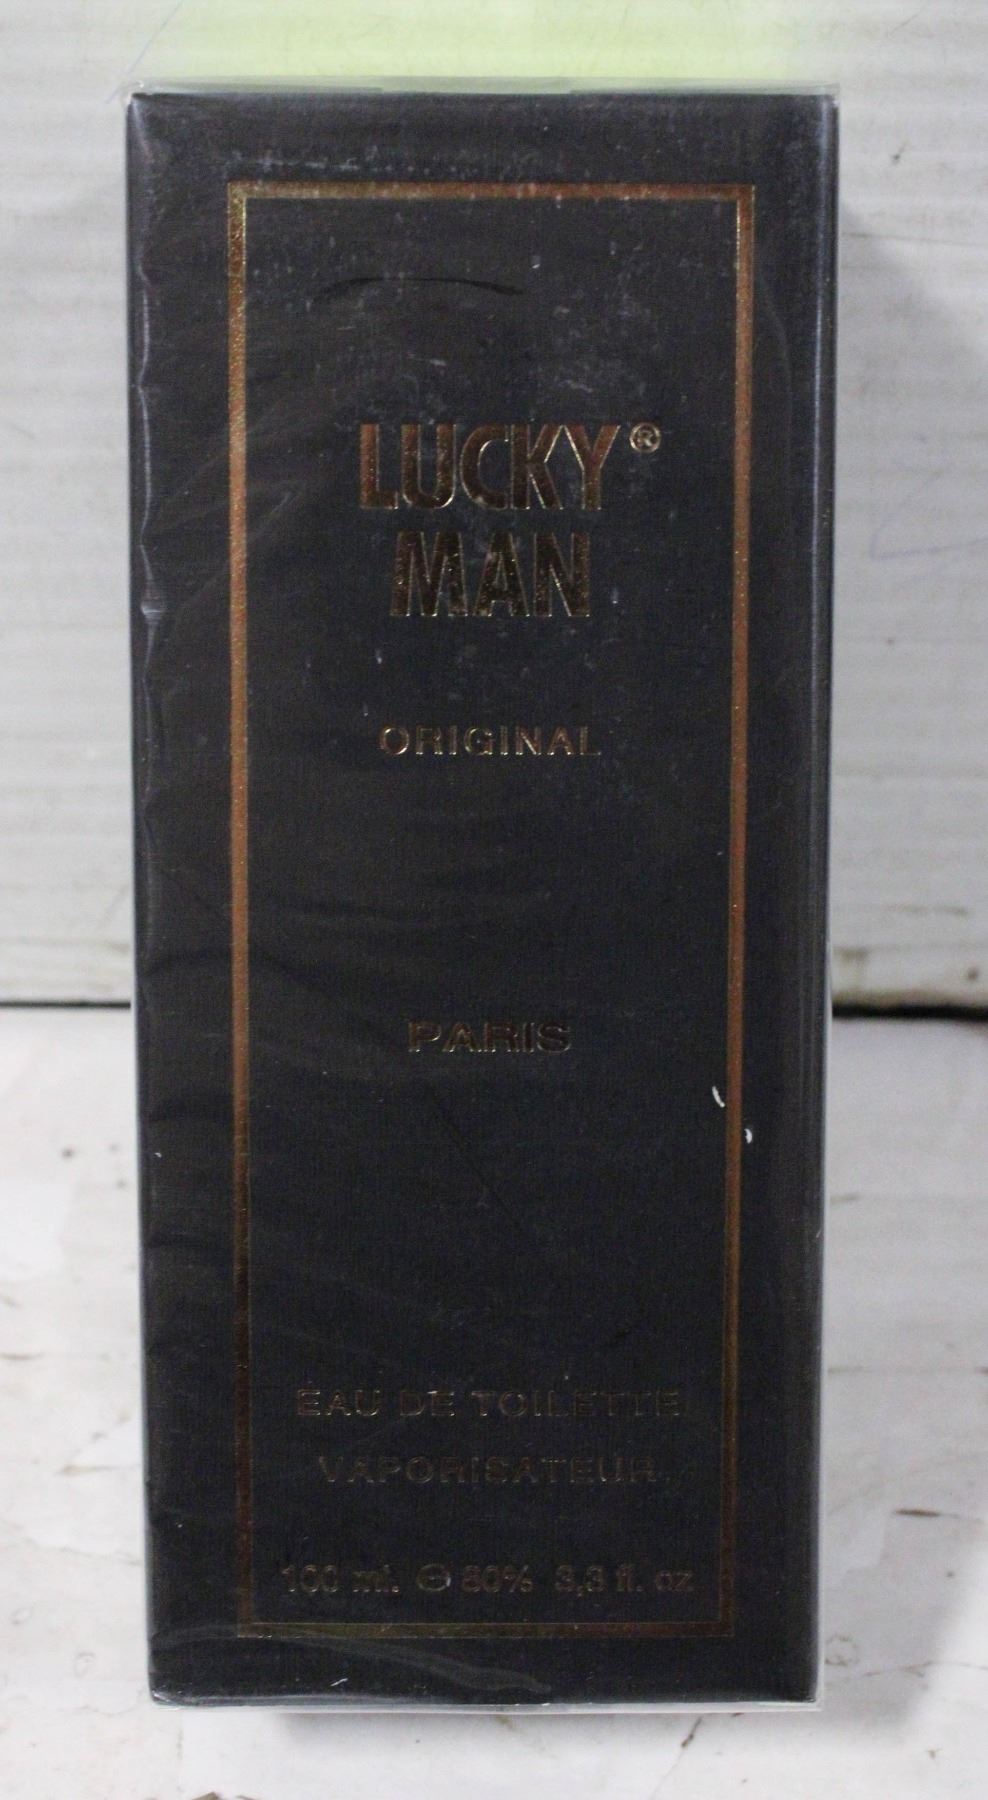 LUCKY®
MAN
ORIGINAL
PARIS
EAU DE TOILETTE
VAPORISATEUR
100 ml. ⊖ 80% 3,3 fl. oz